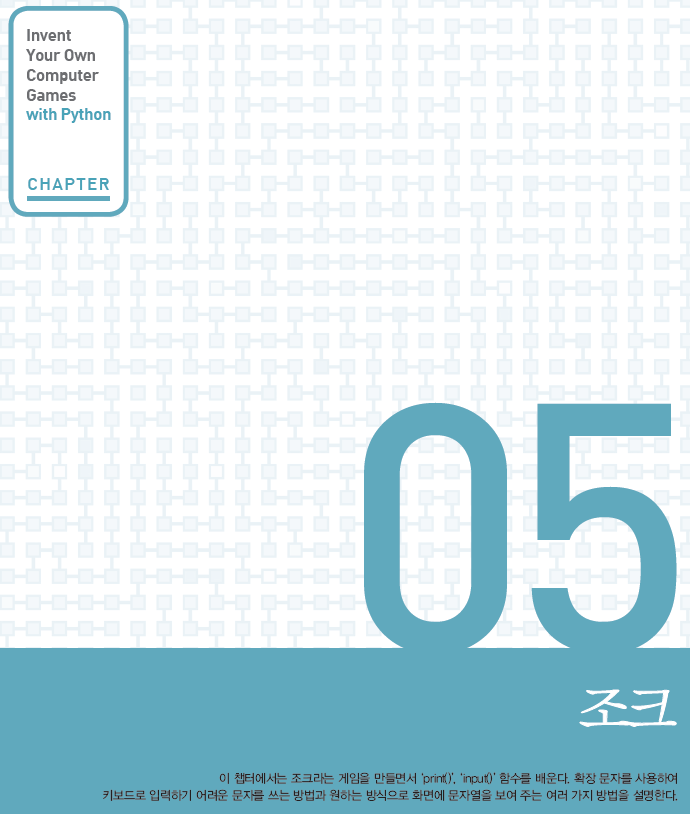 Invent
Your Own
Computer
Games
with Python
CHAPTER
05
조크
이 챕터에서는 조크라는 게임을 만들면서 'print()', 'input()' 함수를 배운다. 확장 문자를 사용하여
키보드로 입력하기 어려운 문자를 쓰는 방법과 원하는 방식으로 화면에 문자열을 보여 주는 여러 가지 방법을 설명한다.